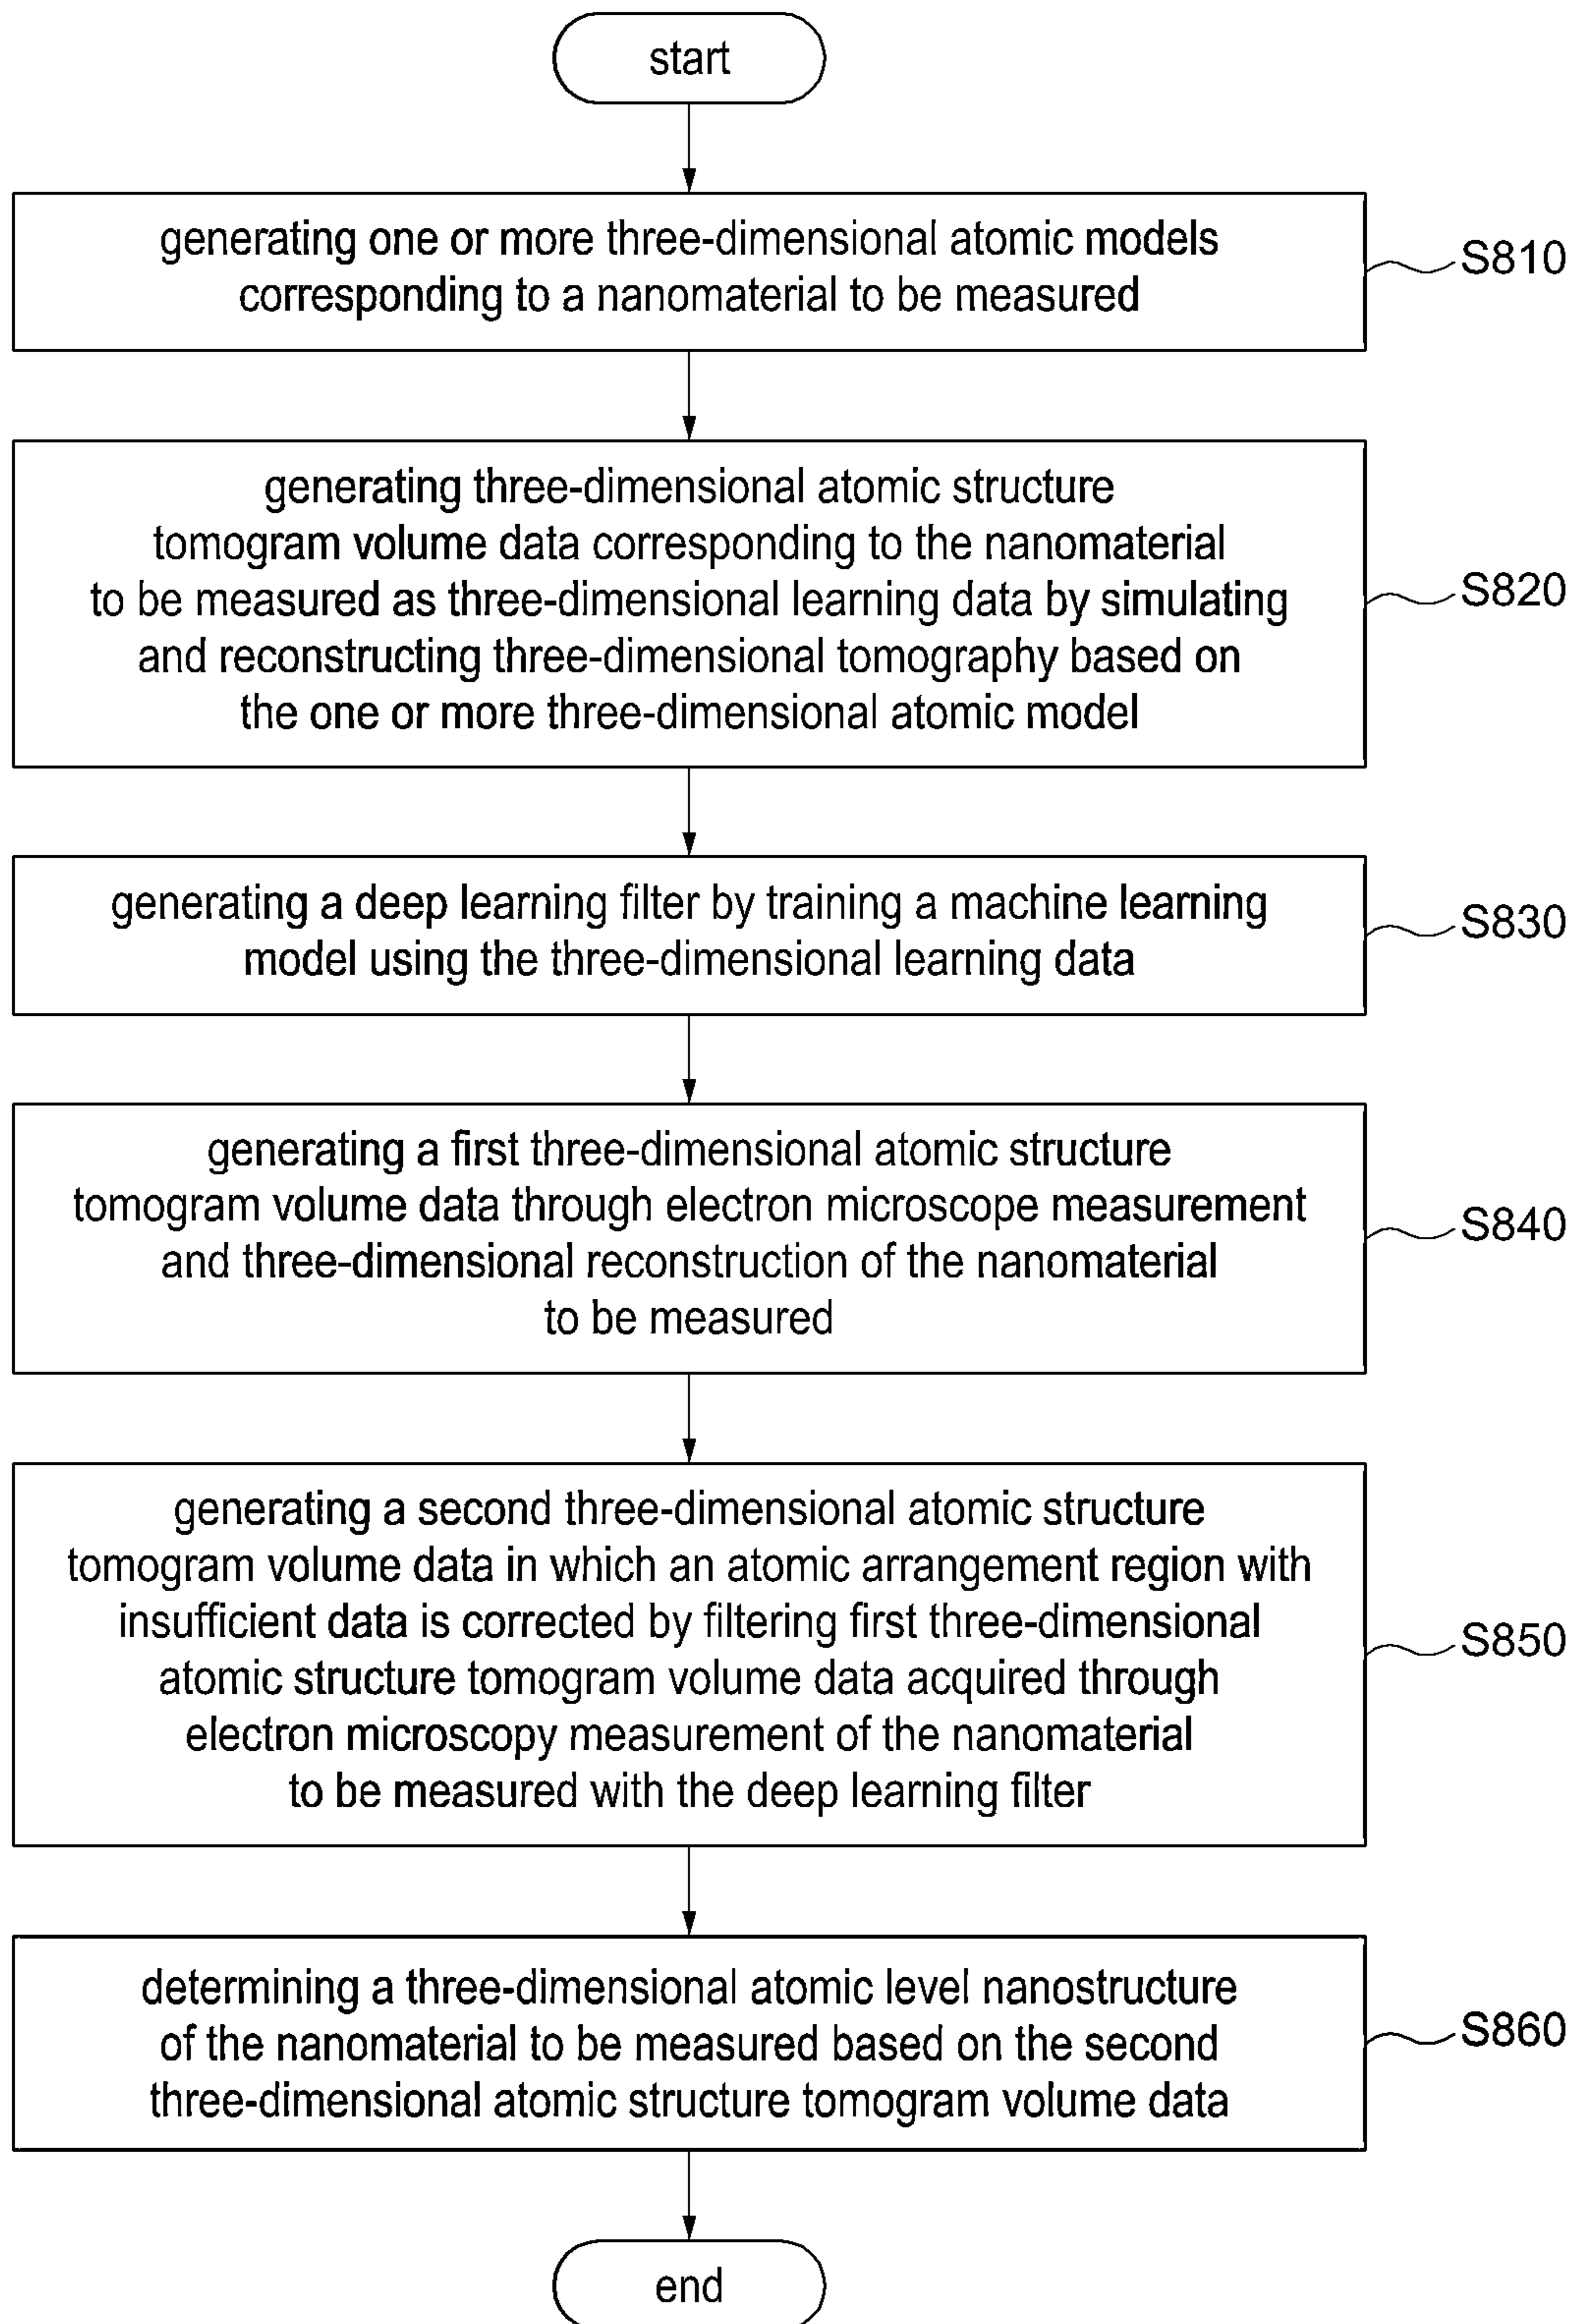 start
generating one or more three-dimensional atomic models
corresponding to a nanomaterial to be measured
S810
generating three-dimensional atomic structure
tomogram volume data corresponding to the nanomaterial
to be measured as three-dimensional learning data by simulating
and reconstructing three-dimensional tomography based on
the one or more three-dimensional atomic model
S820
generating a deep learning filter by training a machine learning
model using the three-dimensional learning data
S830
generating a first three-dimensional atomic structure
tomogram volume data through electron microscope measurement
and three-dimensional reconstruction of the nanomaterial
to be measured
S840
generating a second three-dimensional atomic structure
tomogram volume data in which an atomic arrangement region with
insufficient data is corrected by filtering first three-dimensional
atomic structure tomogram volume data acquired through
electron microscopy measurement of the nanomaterial
to be measured with the deep learning filter
S850
determining a three-dimensional atomic level nanostructure
of the nanomaterial to be measured based on the second
three-dimensional atomic structure tomogram volume data
S860
end